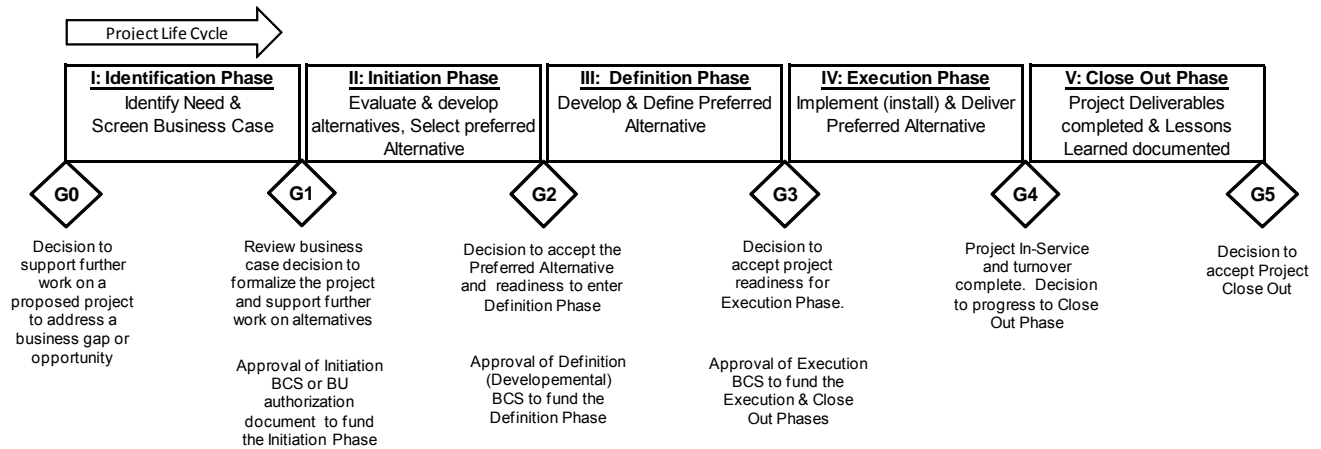 Project Life Cycle
I: Identification Phase
Identify Need &
Screen Business Case
II: Initiation Phase
Evaluate & develop
alternatives, Select preferred
Alternative
III: Definition Phase
Develop & Define Preferred
Alternative
IV: Execution Phase
Implement (install) & Deliver
Preferred Alternative
V: Close Out Phase
Project Deliverables
completed & Lessons
Learned documented
G0
G1
G2
G3
G4
G5
Decision to
support further
work on a
proposed project
to address a
business gap or
opportunity
Review business
case decision to
formalize the project
and support further
work on alternatives
Approval of Initiation
BCS or BU
authorization
document to fund
the Initiation Phase
Decision to accept the
Preferred Alternative
and readiness to enter
Definition Phase
Approval of Definition
(Developemental)
BCS to fund the
Definition Phase
Decision to
accept project
readiness for
Execution Phase.
Approval of Execution
BCS to fund the
Execution & Close
Out Phases
Project In-Service
and turnover
complete. Decision
to progress to Close
Out Phase
Decision to
accept Project
Close Out